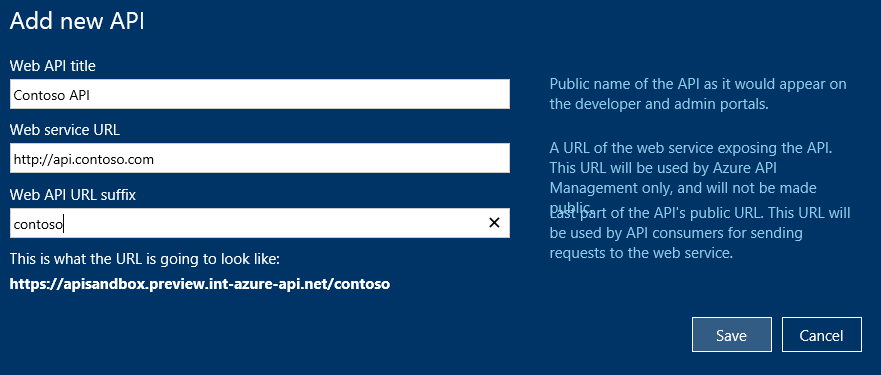 Add new API
Web API title
Contoso API
Public name of the API as it would appear on
the developer and admin portals.
Web service URL
http://api.contoso.com
A URL of the web service exposing the API.
This URL will be used by Azure API
Management only, and will not be made
public.
Web API URL suffix
contoso
Last part of the API's public URL. This URL will
be used by API consumers for sending
requests to the web service.
This is what the URL is going to look like:
https://apisandbox.preview.int-azure-api.net/contoso
Save
Cancel